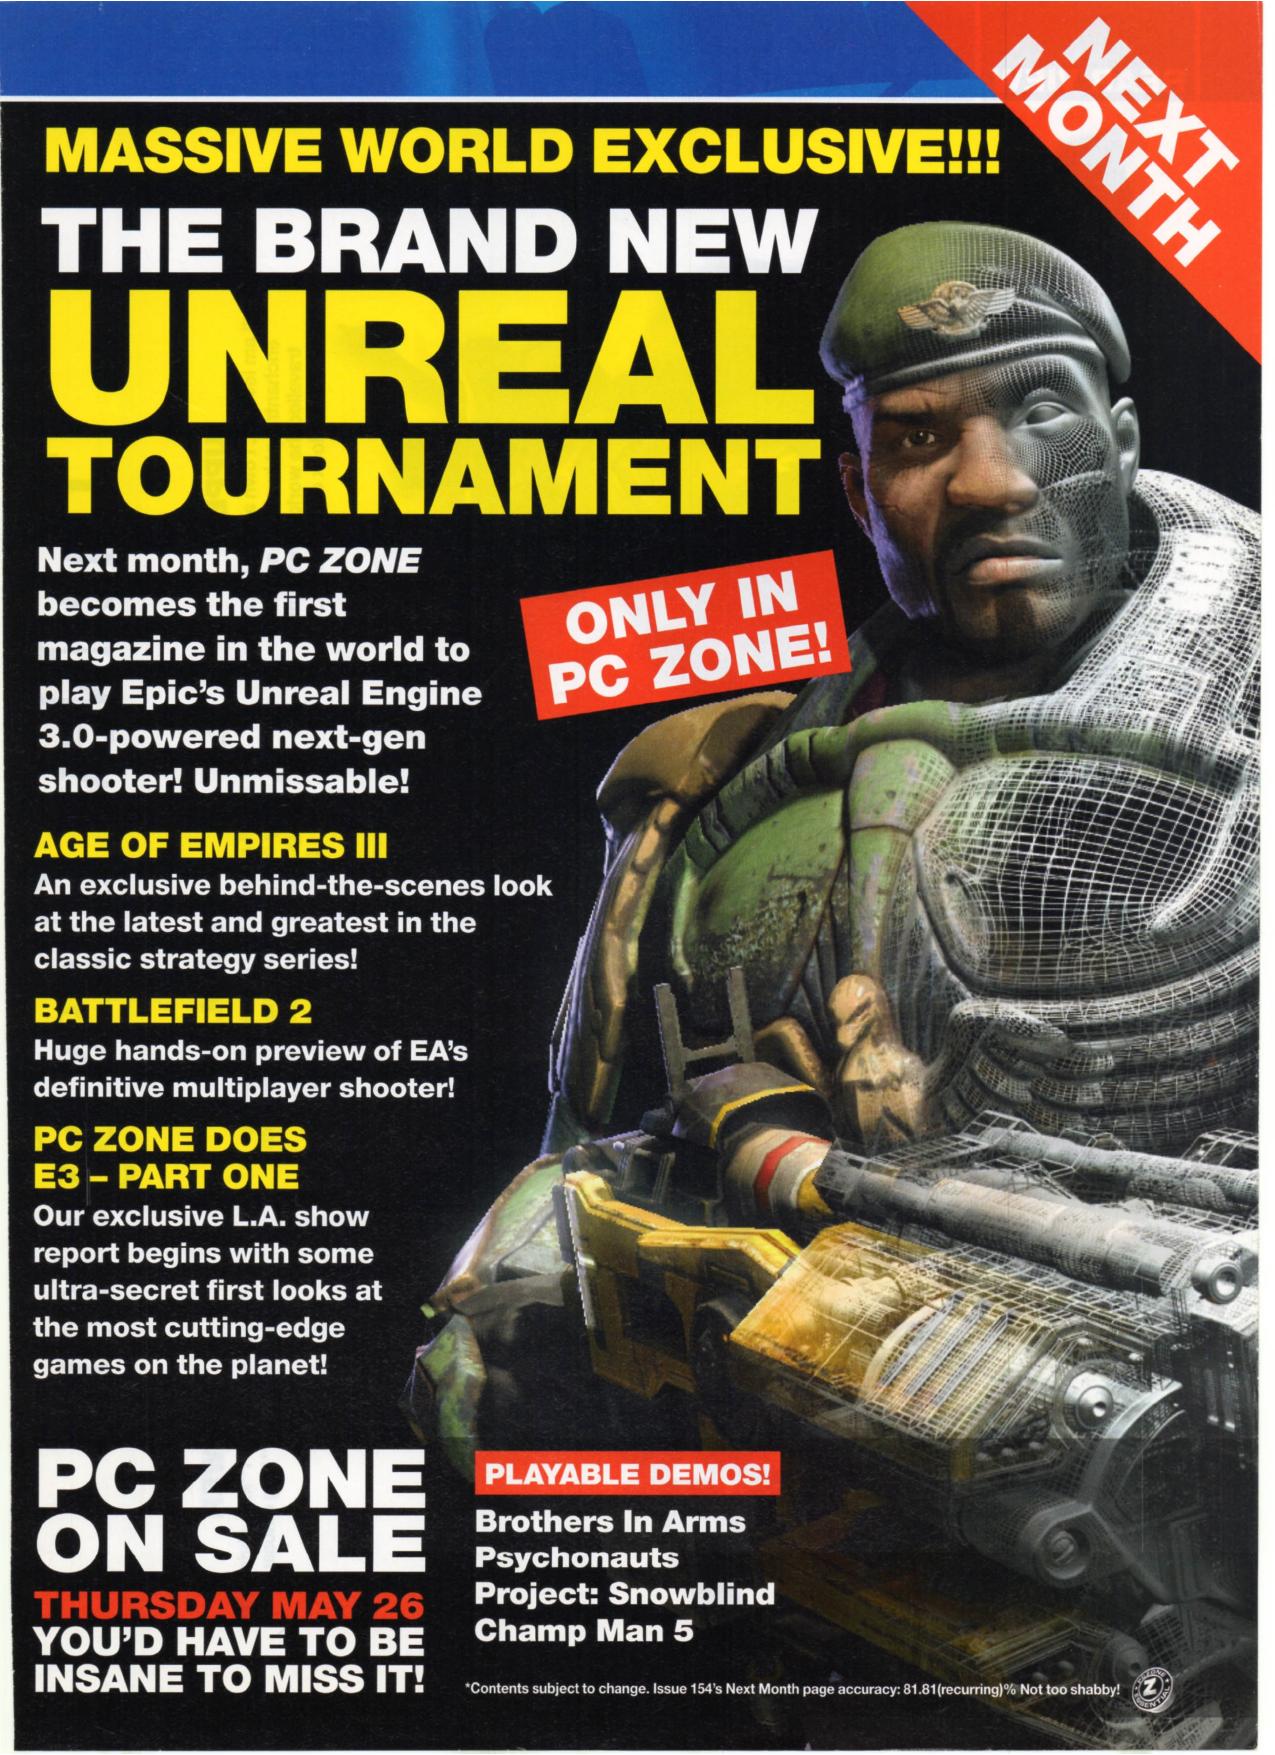 NEXT
MONTH
MASSIVE WORLD EXCLUSIVE!!!
THE BRAND NEW
UNREAL
TOURNAMENT
Next month, PC ZONE
becomes the first
magazine in the world to
play Epic's Unreal Engine
3.0-powered next-gen
shooter! Unmissable!
ONLY IN
PC ZONE!
AGE OF EMPIRES III
An exclusive behind-the-scenes look
at the latest and greatest in the
classic strategy series!
BATTLEFIELD 2
Huge hands-on preview of EA's
definitive multiplayer shooter!
PC ZONE DOES
E3 – PART ONE
Our exclusive L.A. show
report begins with some
ultra-secret first looks at
the most cutting-edge
games on the planet!
PC ZONE
ON SALE
THURSDAY MAY 26
YOU'D HAVE TO BE
INSANE TO MISS IT!
PLAYABLE DEMOS!
Brothers In Arms
Psychonauts
Project: Snowblind
Champ Man 5
*Contents subject to change. Issue 154's Next Month page accuracy: 81.81(recurring)% Not too shabby!
PC ZONE
Z
ESSENTIAL